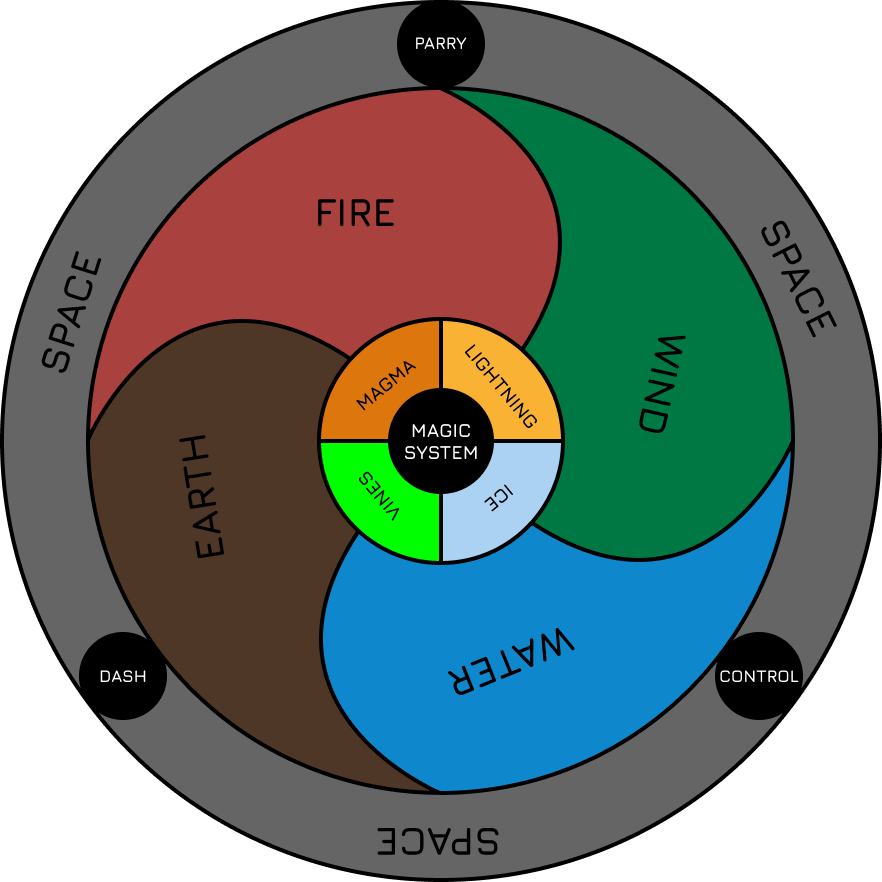 PARRY
FIRE
SPACE
SPACE
WIND
LIGHTNING
MAGMA
MAGIC
SYSTEM
EARTH
VINES
ICE
WATER
DASH
CONTROL
SPACE